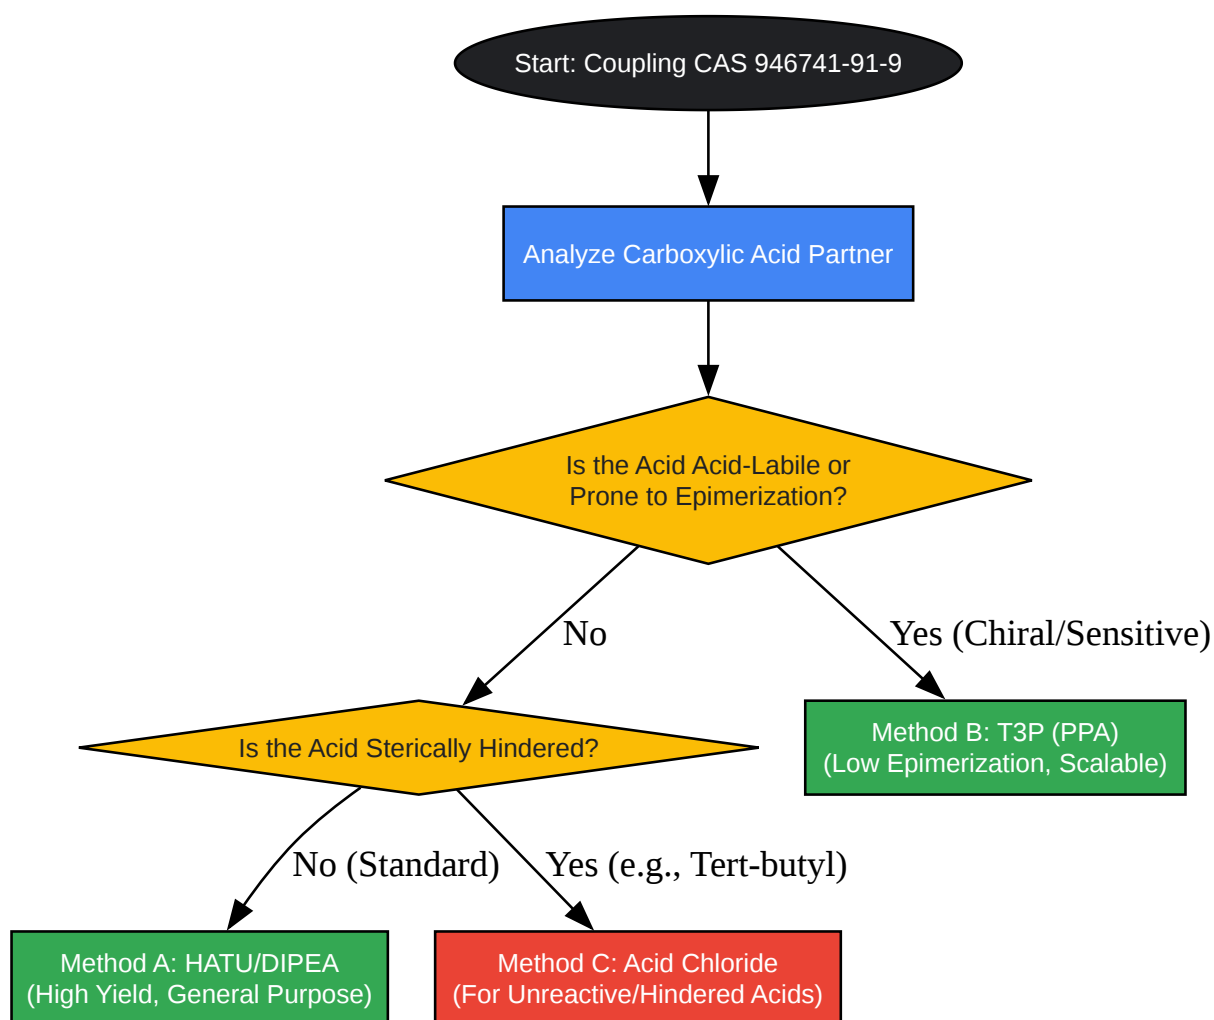 Start: Coupling CAS 946741-91-9
Analyze Carboxylic Acid Partner
Is the Acid Acid-Labile or
Prone to Epimerization?
No
Yes (Chiral/Sensitive)
Is the Acid Sterically Hindered?
Method B: T3P (PPA)
(Low Epimerization, Scalable)
No (Standard)
Yes (e.g., Tert-butyl)
Method A: HATU/DIPEA
(High Yield, General Purpose)
Method C: Acid Chloride
(For Unreactive/Hindered Acids)